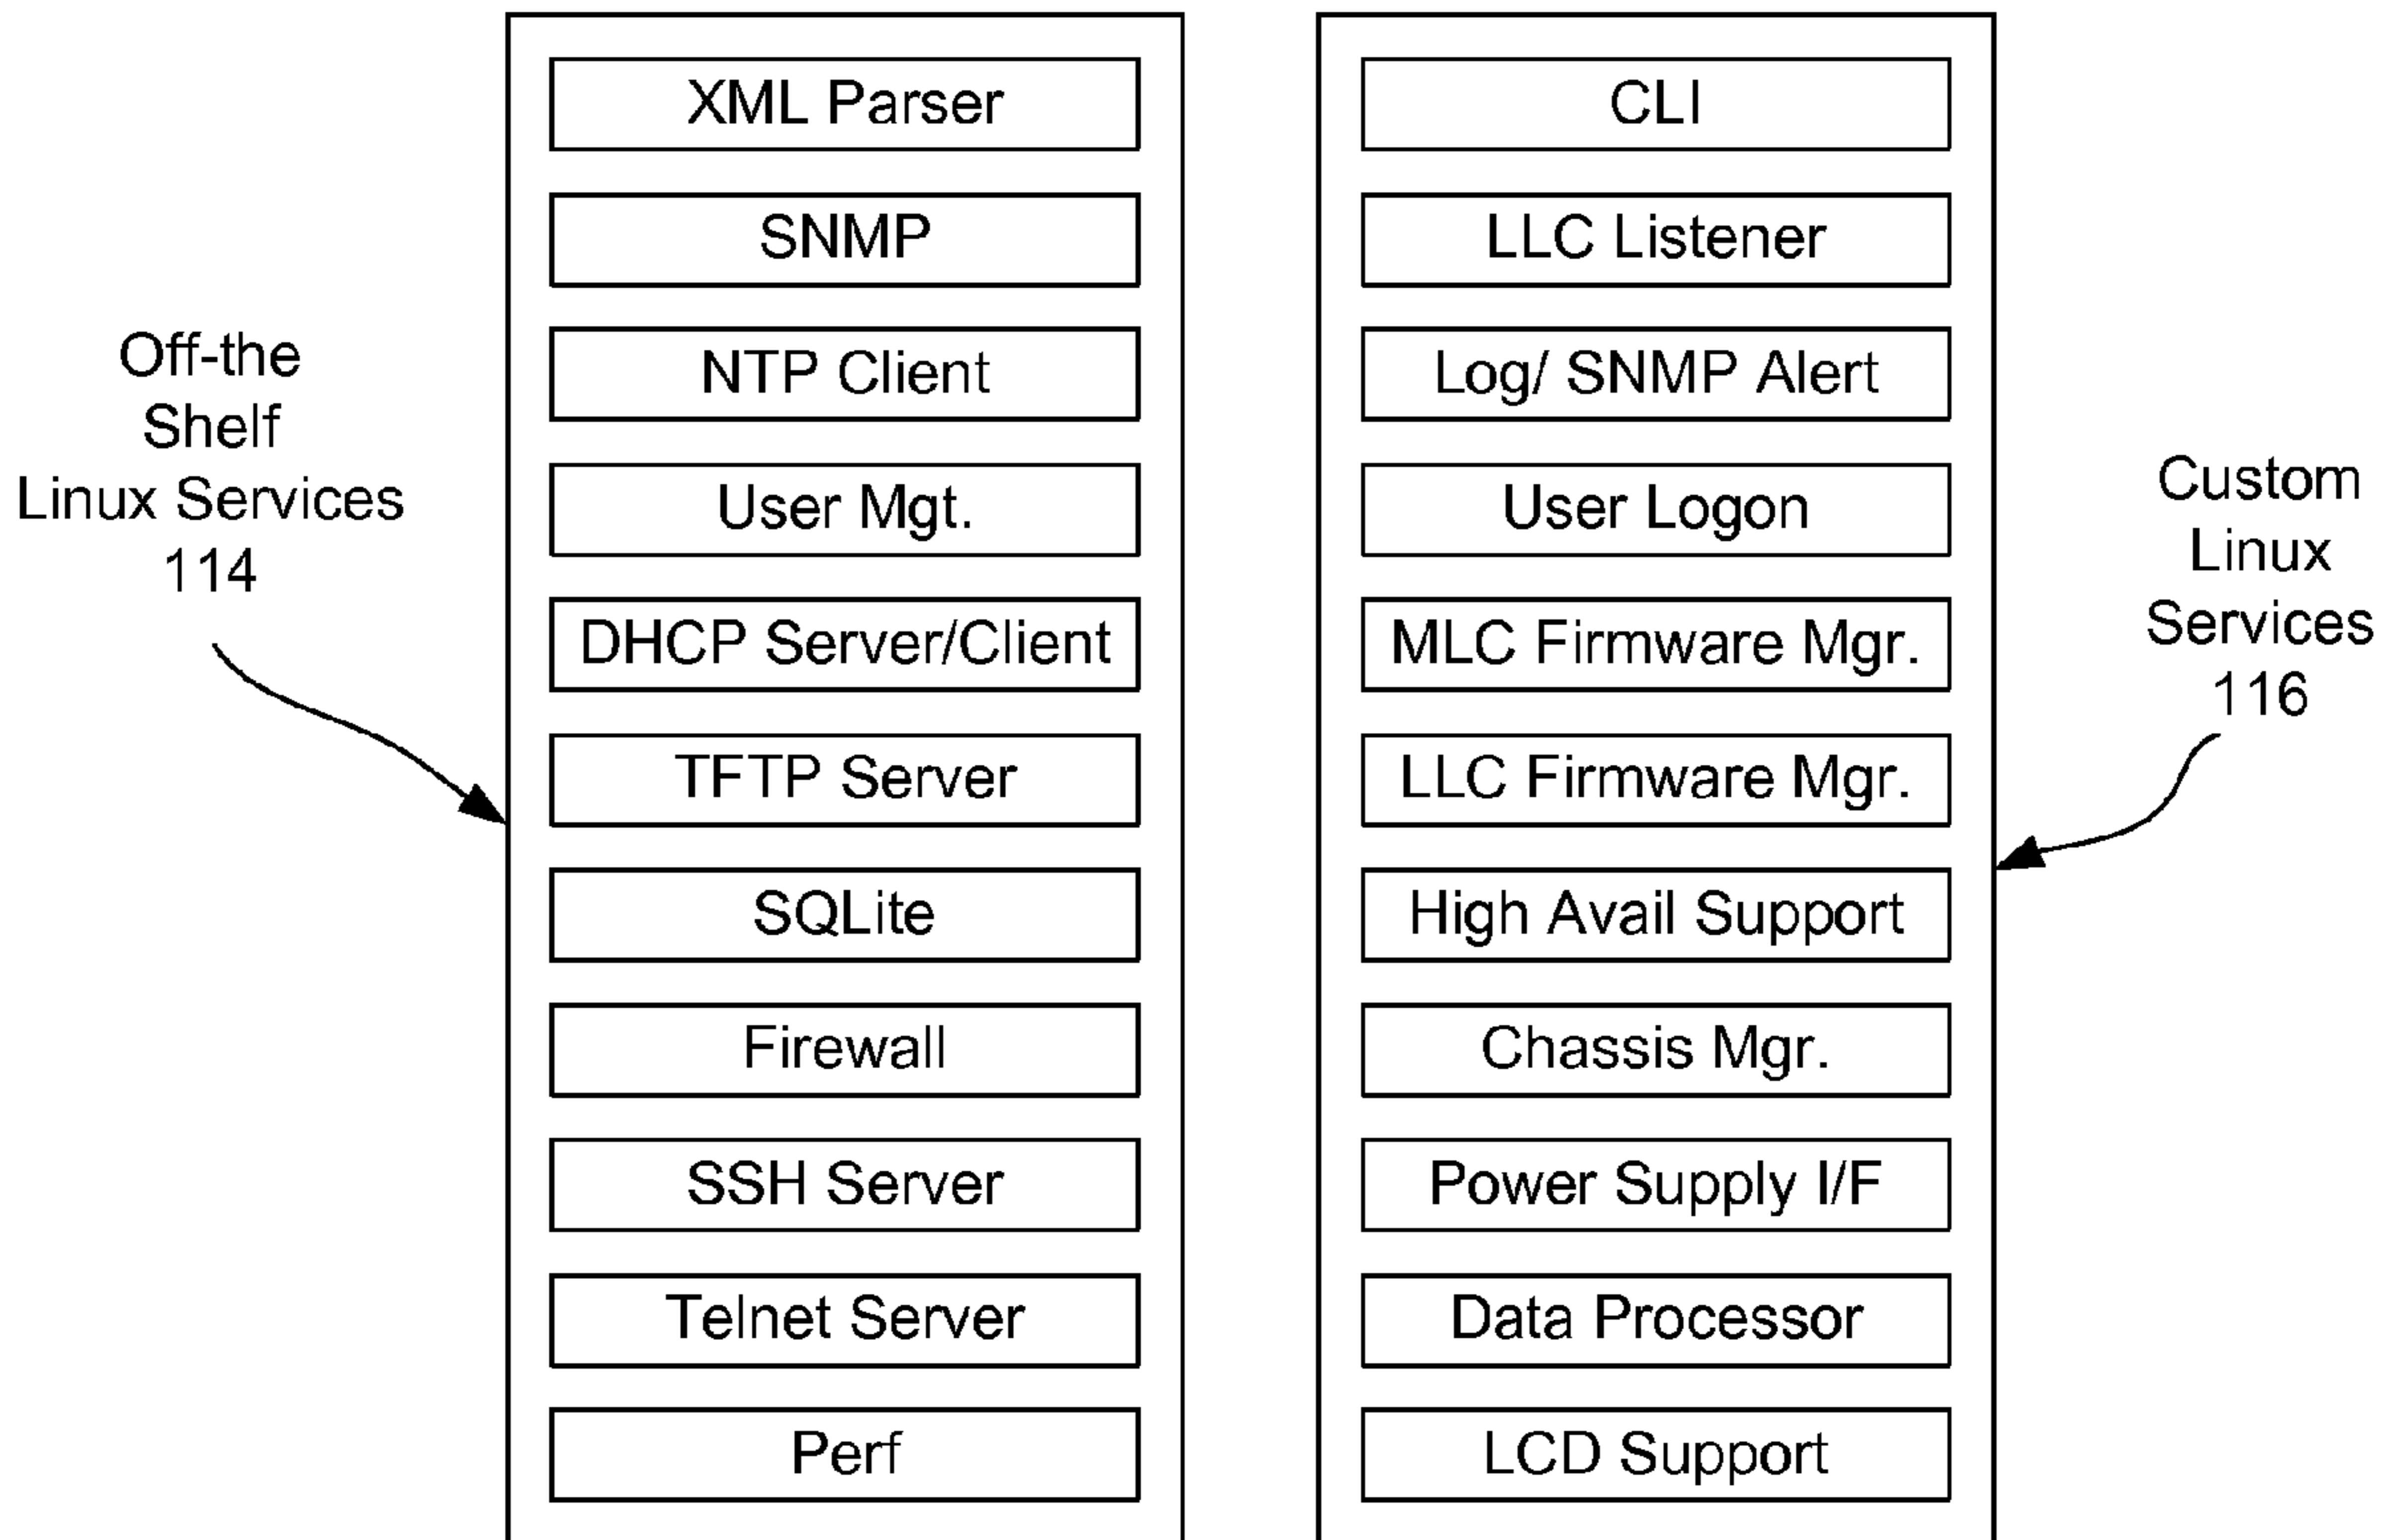 Off-the
Shelf
Linux Services
114
XML Parser
SNMP
NTP Client
User Mgt.
DHCP Server/Client
TFTP Server
SQLite
Firewall
SSH Server
Telnet Server
Perf
CLI
LLC Listener
Log/ SNMP Alert
User Logon
MLC Firmware Mgr.
LLC Firmware Mgr.
High Avail Support
Chassis Mgr.
Power Supply I/F
Data Processor
LCD Support
Custom
Linux
Services
116